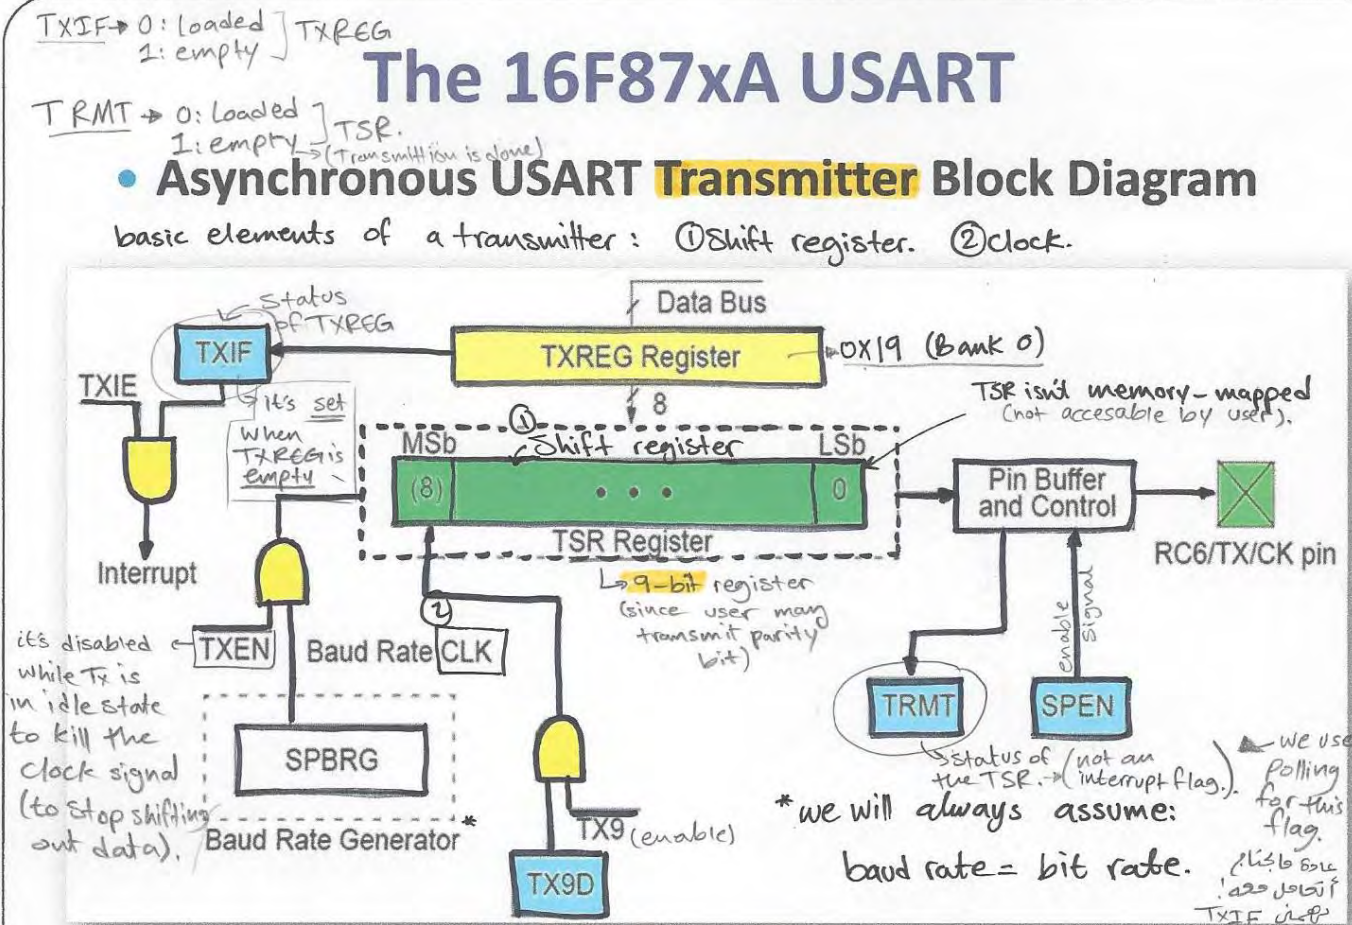 TXIF → 0: loaded
1: empty
TXREG
The 16F87xA USART
TRMT → 0: Loaded
1: empty
TSR.
→ (Transmittion is done)
• Asynchronous USART Transmitter Block Diagram
basic elements of a transmitter: ① Shift register. ② clock.
Status
of TXREG
Data Bus
TXIF
TXREG Register
0X19 (Bank 0)
TXIE
→ it's set
when
TXREG is
empty
8
TSR isn't memory-mapped
(not accesable by user).
①
MSb
Shift register
LSb
(8)
• • •
0
Pin Buffer
and Control
TSR Register
Interrupt
RC6/TX/CK pin
↳ 9-bit register
(since user may
transmit parity
bit)
②
TXEN
Baud Rate CLK
it's disabled
while Tx is
in idle state
to kill the
clock signal
(to stop shifting
out data).
enable
signal
TRMT
SPEN
SPBRG
Baud Rate Generator *
status of
the TSR. → (not an
interrupt flag.).
we use
Polling
for this
flag.
TX9 (enable)
* we will always assume:
baud rate = bit rate.
TX9D
TXIF